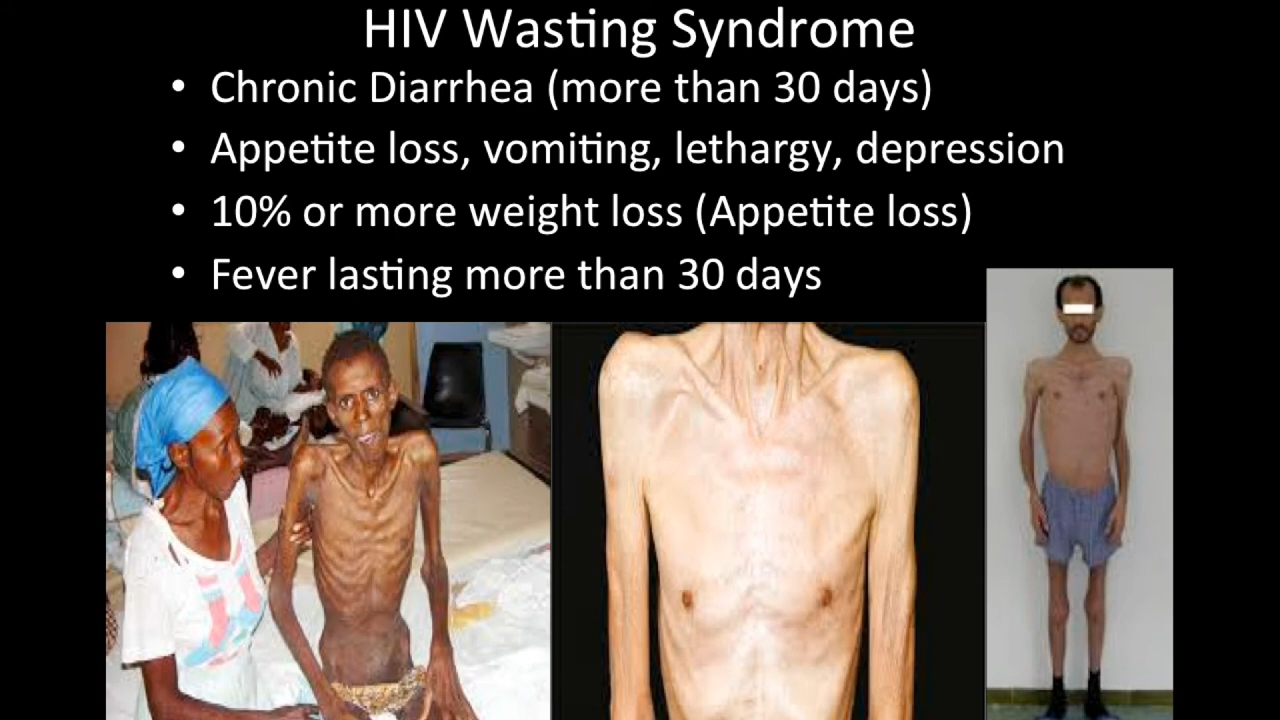 HIV Wasting Syndrome
• Chronic Diarrhea (more than 30 days)
• Appetite loss, vomiting, lethargy, depression
• 10% or more weight loss (Appetite loss)
• Fever lasting more than 30 days